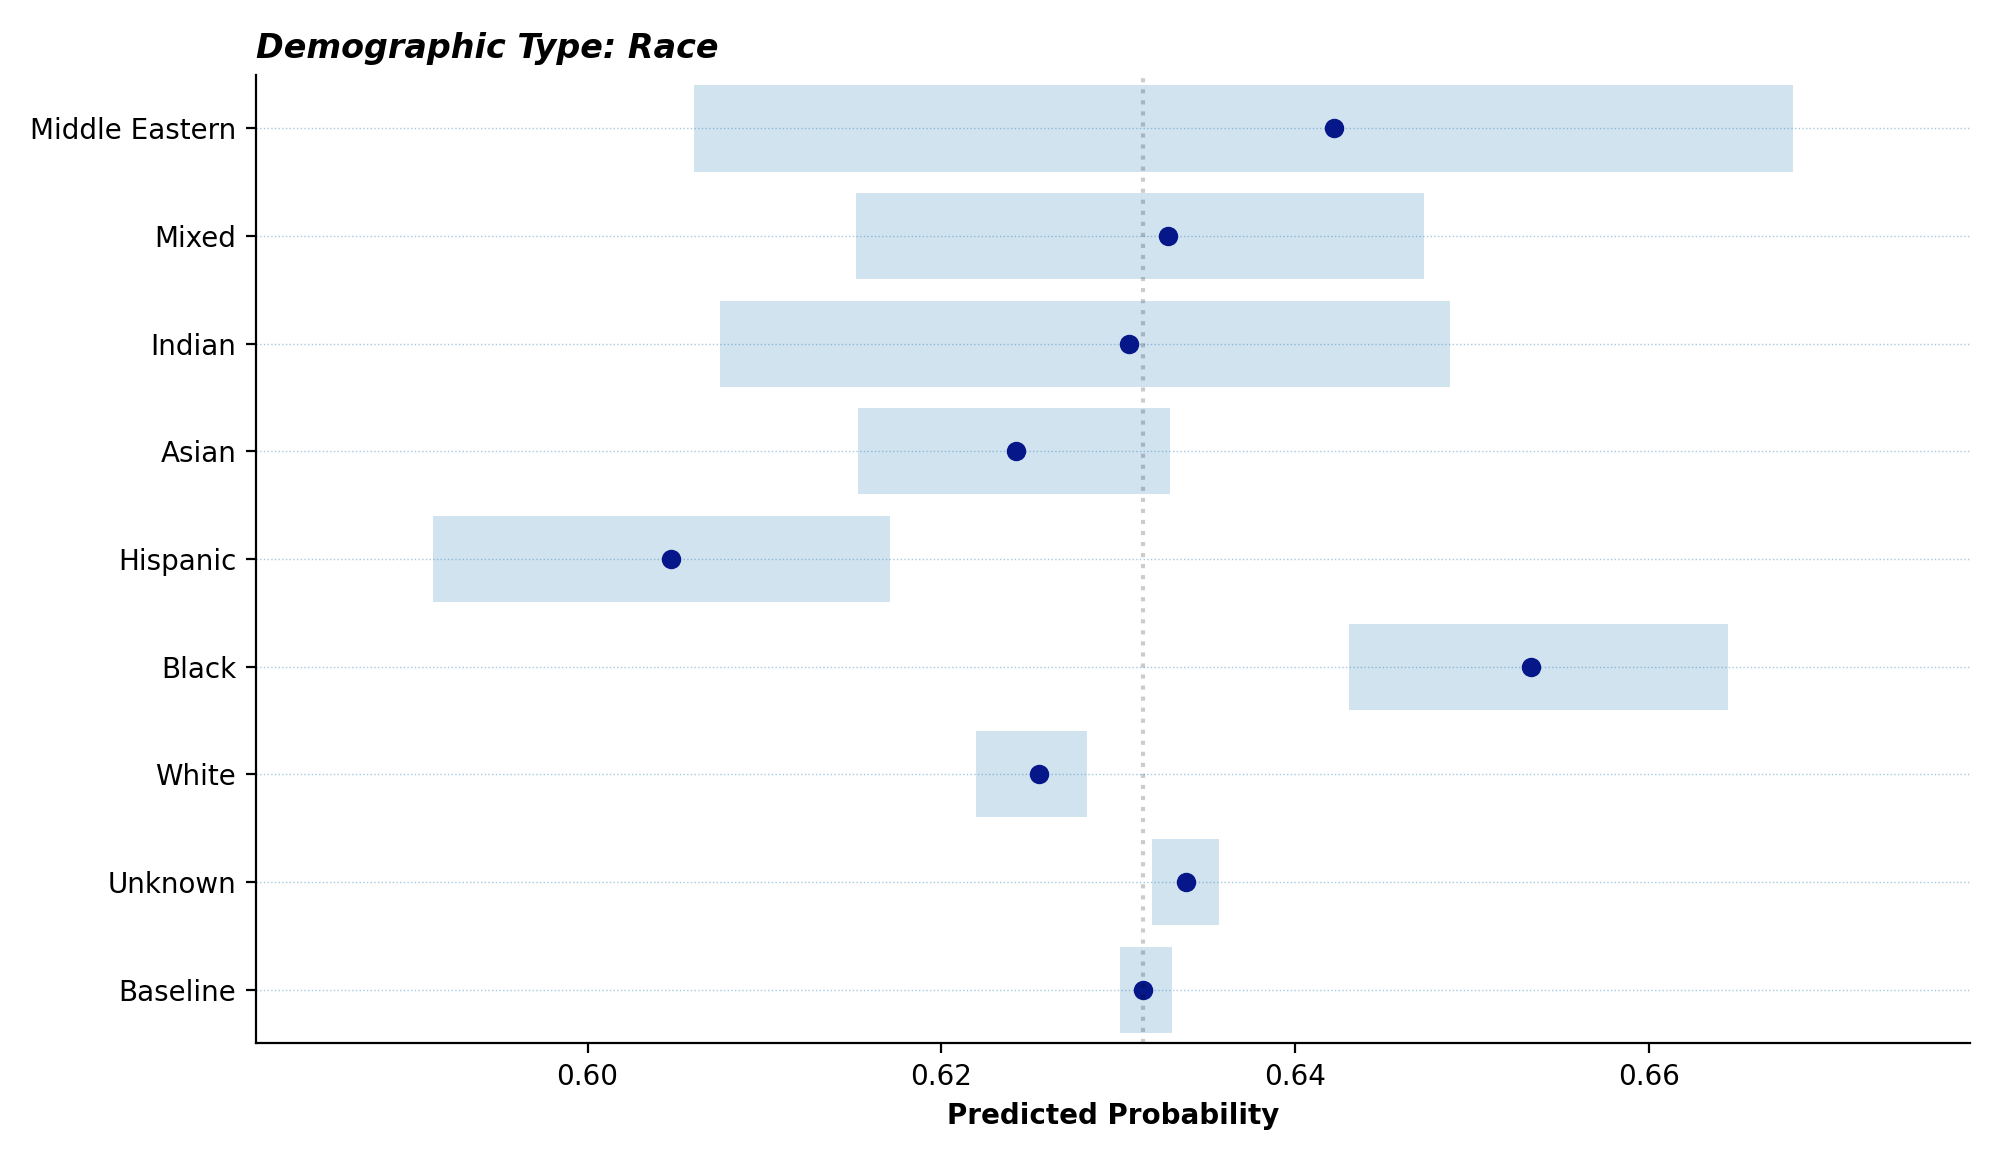 Demographic Type: Race
Middle Eastern
Mixed
Indian
Asian
Hispanic
Black
White
Unknown
Baseline
0.60 0.62 0.64 0.66
Predicted Probability